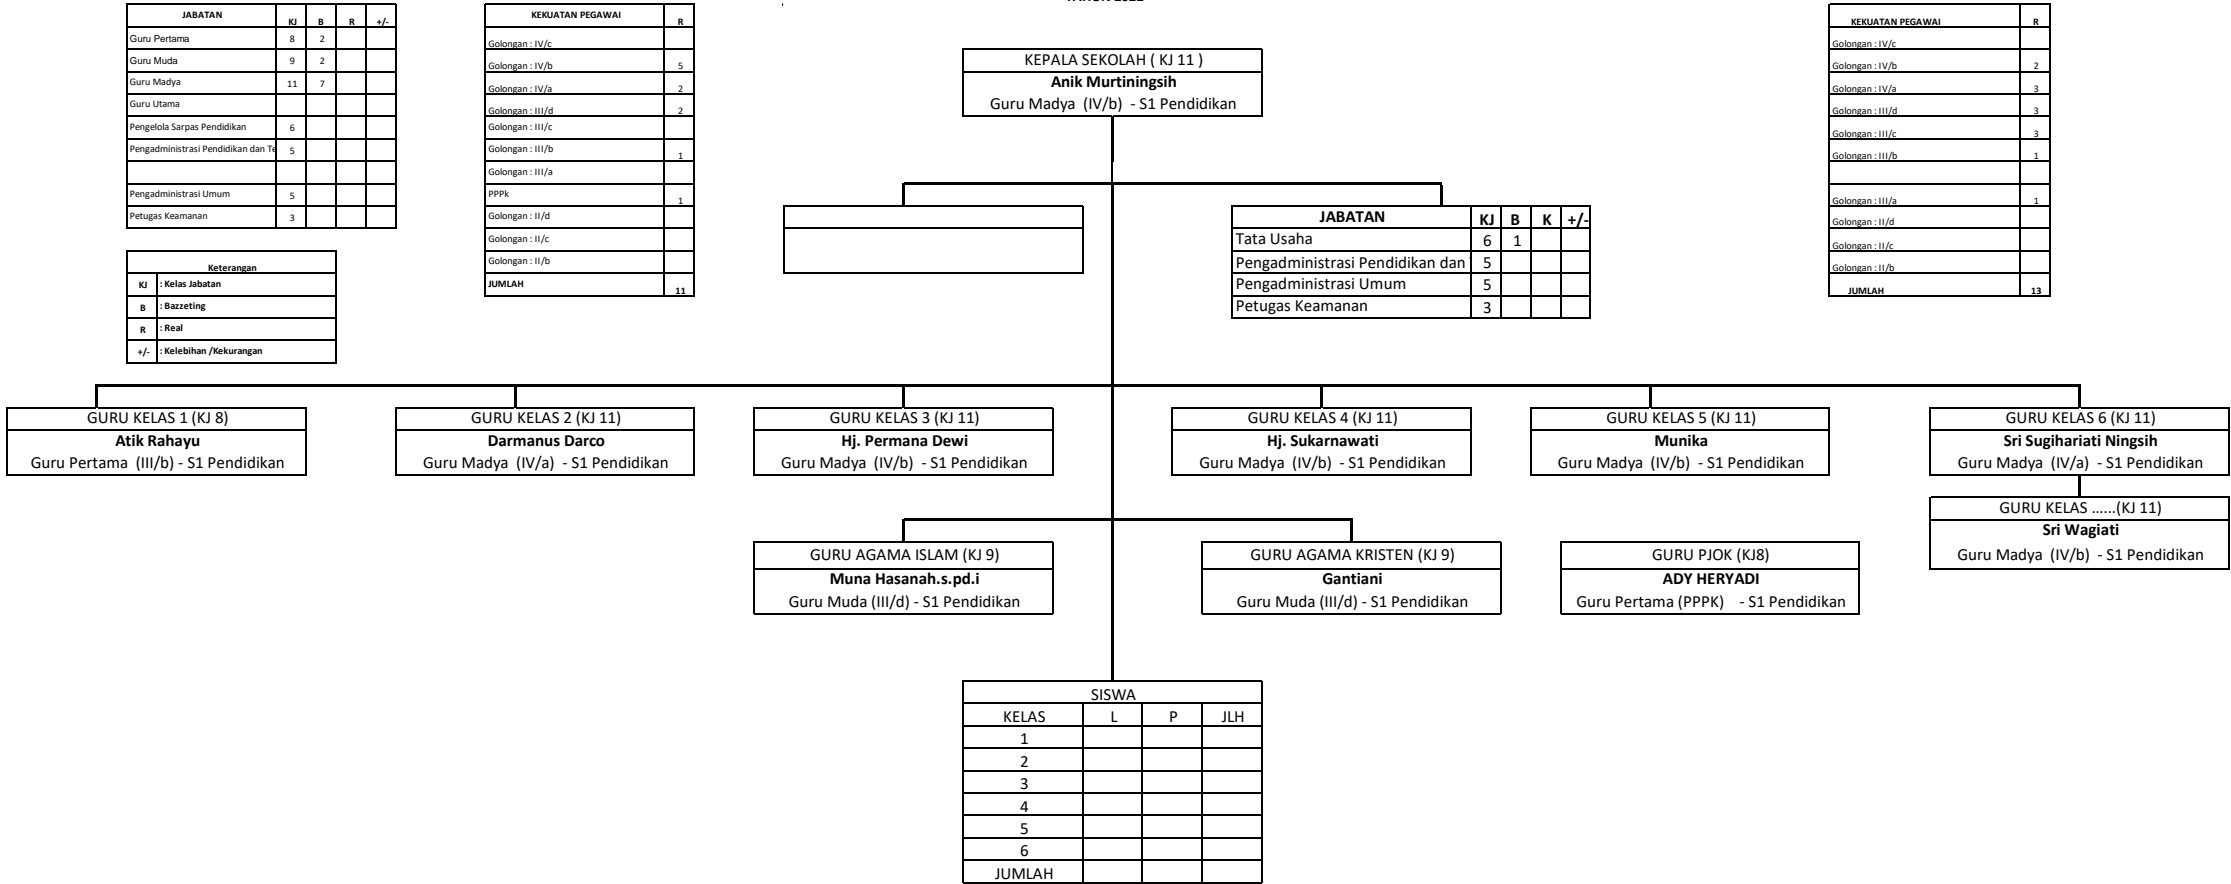 TAHUN 2022
JABATAN KJ B R +/-
Guru Pertama 8 2
Guru Muda 9 2
Guru Madya 11 7
Guru Utama
Pengelola Sarpas Pendidikan 6
Pengadministrasi Pendidikan dan Te 5
Pengadministrasi Umum 5
Petugas Keamanan 3
Keterangan
KJ : Kelas Jabatan
B : Bazzeting
R : Real
+/- : Kelebihan /Kekurangan
KEKUATAN PEGAWAI R
Golongan : IV/c
Golongan : IV/b 5
Golongan : IV/a 2
Golongan : III/d 2
Golongan : III/c
Golongan : III/b 1
Golongan : III/a
PPPk 1
Golongan : II/d
Golongan : II/c
Golongan : II/b
JUMLAH 11
KEPALA SEKOLAH ( KJ 11 )
Anik Murtiningsih
Guru Madya (IV/b) - S1 Pendidikan
JABATAN KJ B K +/-
Tata Usaha 6 1
Pengadministrasi Pendidikan dan 5
Pengadministrasi Umum 5
Petugas Keamanan 3
KEKUATAN PEGAWAI R
Golongan : IV/c
Golongan : IV/b 2
Golongan : IV/a 3
Golongan : III/d 3
Golongan : III/c 3
Golongan : III/b 1
Golongan : III/a 1
Golongan : II/d
Golongan : II/c
Golongan : II/b
JUMLAH 13
GURU KELAS 1 (KJ 8)
Atik Rahayu
Guru Pertama (III/b) - S1 Pendidikan
GURU KELAS 2 (KJ 11)
Darmanus Darco
Guru Madya (IV/a) - S1 Pendidikan
GURU KELAS 3 (KJ 11)
Hj. Permana Dewi
Guru Madya (IV/b) - S1 Pendidikan
GURU KELAS 4 (KJ 11)
Hj. Sukarnawati
Guru Madya (IV/b) - S1 Pendidikan
GURU KELAS 5 (KJ 11)
Munika
Guru Madya (IV/b) - S1 Pendidikan
GURU KELAS 6 (KJ 11)
Sri Sugihariati Ningsih
Guru Madya (IV/a) - S1 Pendidikan
GURU KELAS ......(KJ 11)
Sri Wagiati
Guru Madya (IV/b) - S1 Pendidikan
GURU AGAMA ISLAM (KJ 9)
Muna Hasanah.s.pd.i
Guru Muda (III/d) - S1 Pendidikan
GURU AGAMA KRISTEN (KJ 9)
Gantiani
Guru Muda (III/d) - S1 Pendidikan
GURU PJOK (KJ8)
ADY HERYADI
Guru Pertama (PPPK) - S1 Pendidikan
SISWA
KELAS L P JLH
1
2
3
4
5
6
JUMLAH